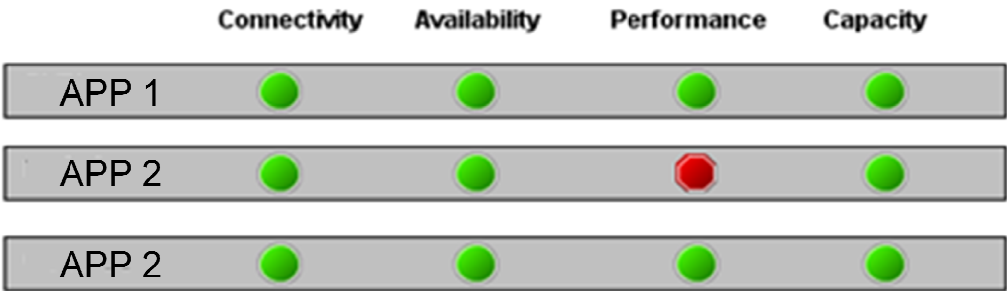 Connectivity Availability Performance Capacity
APP 1
APP 2
APP 2